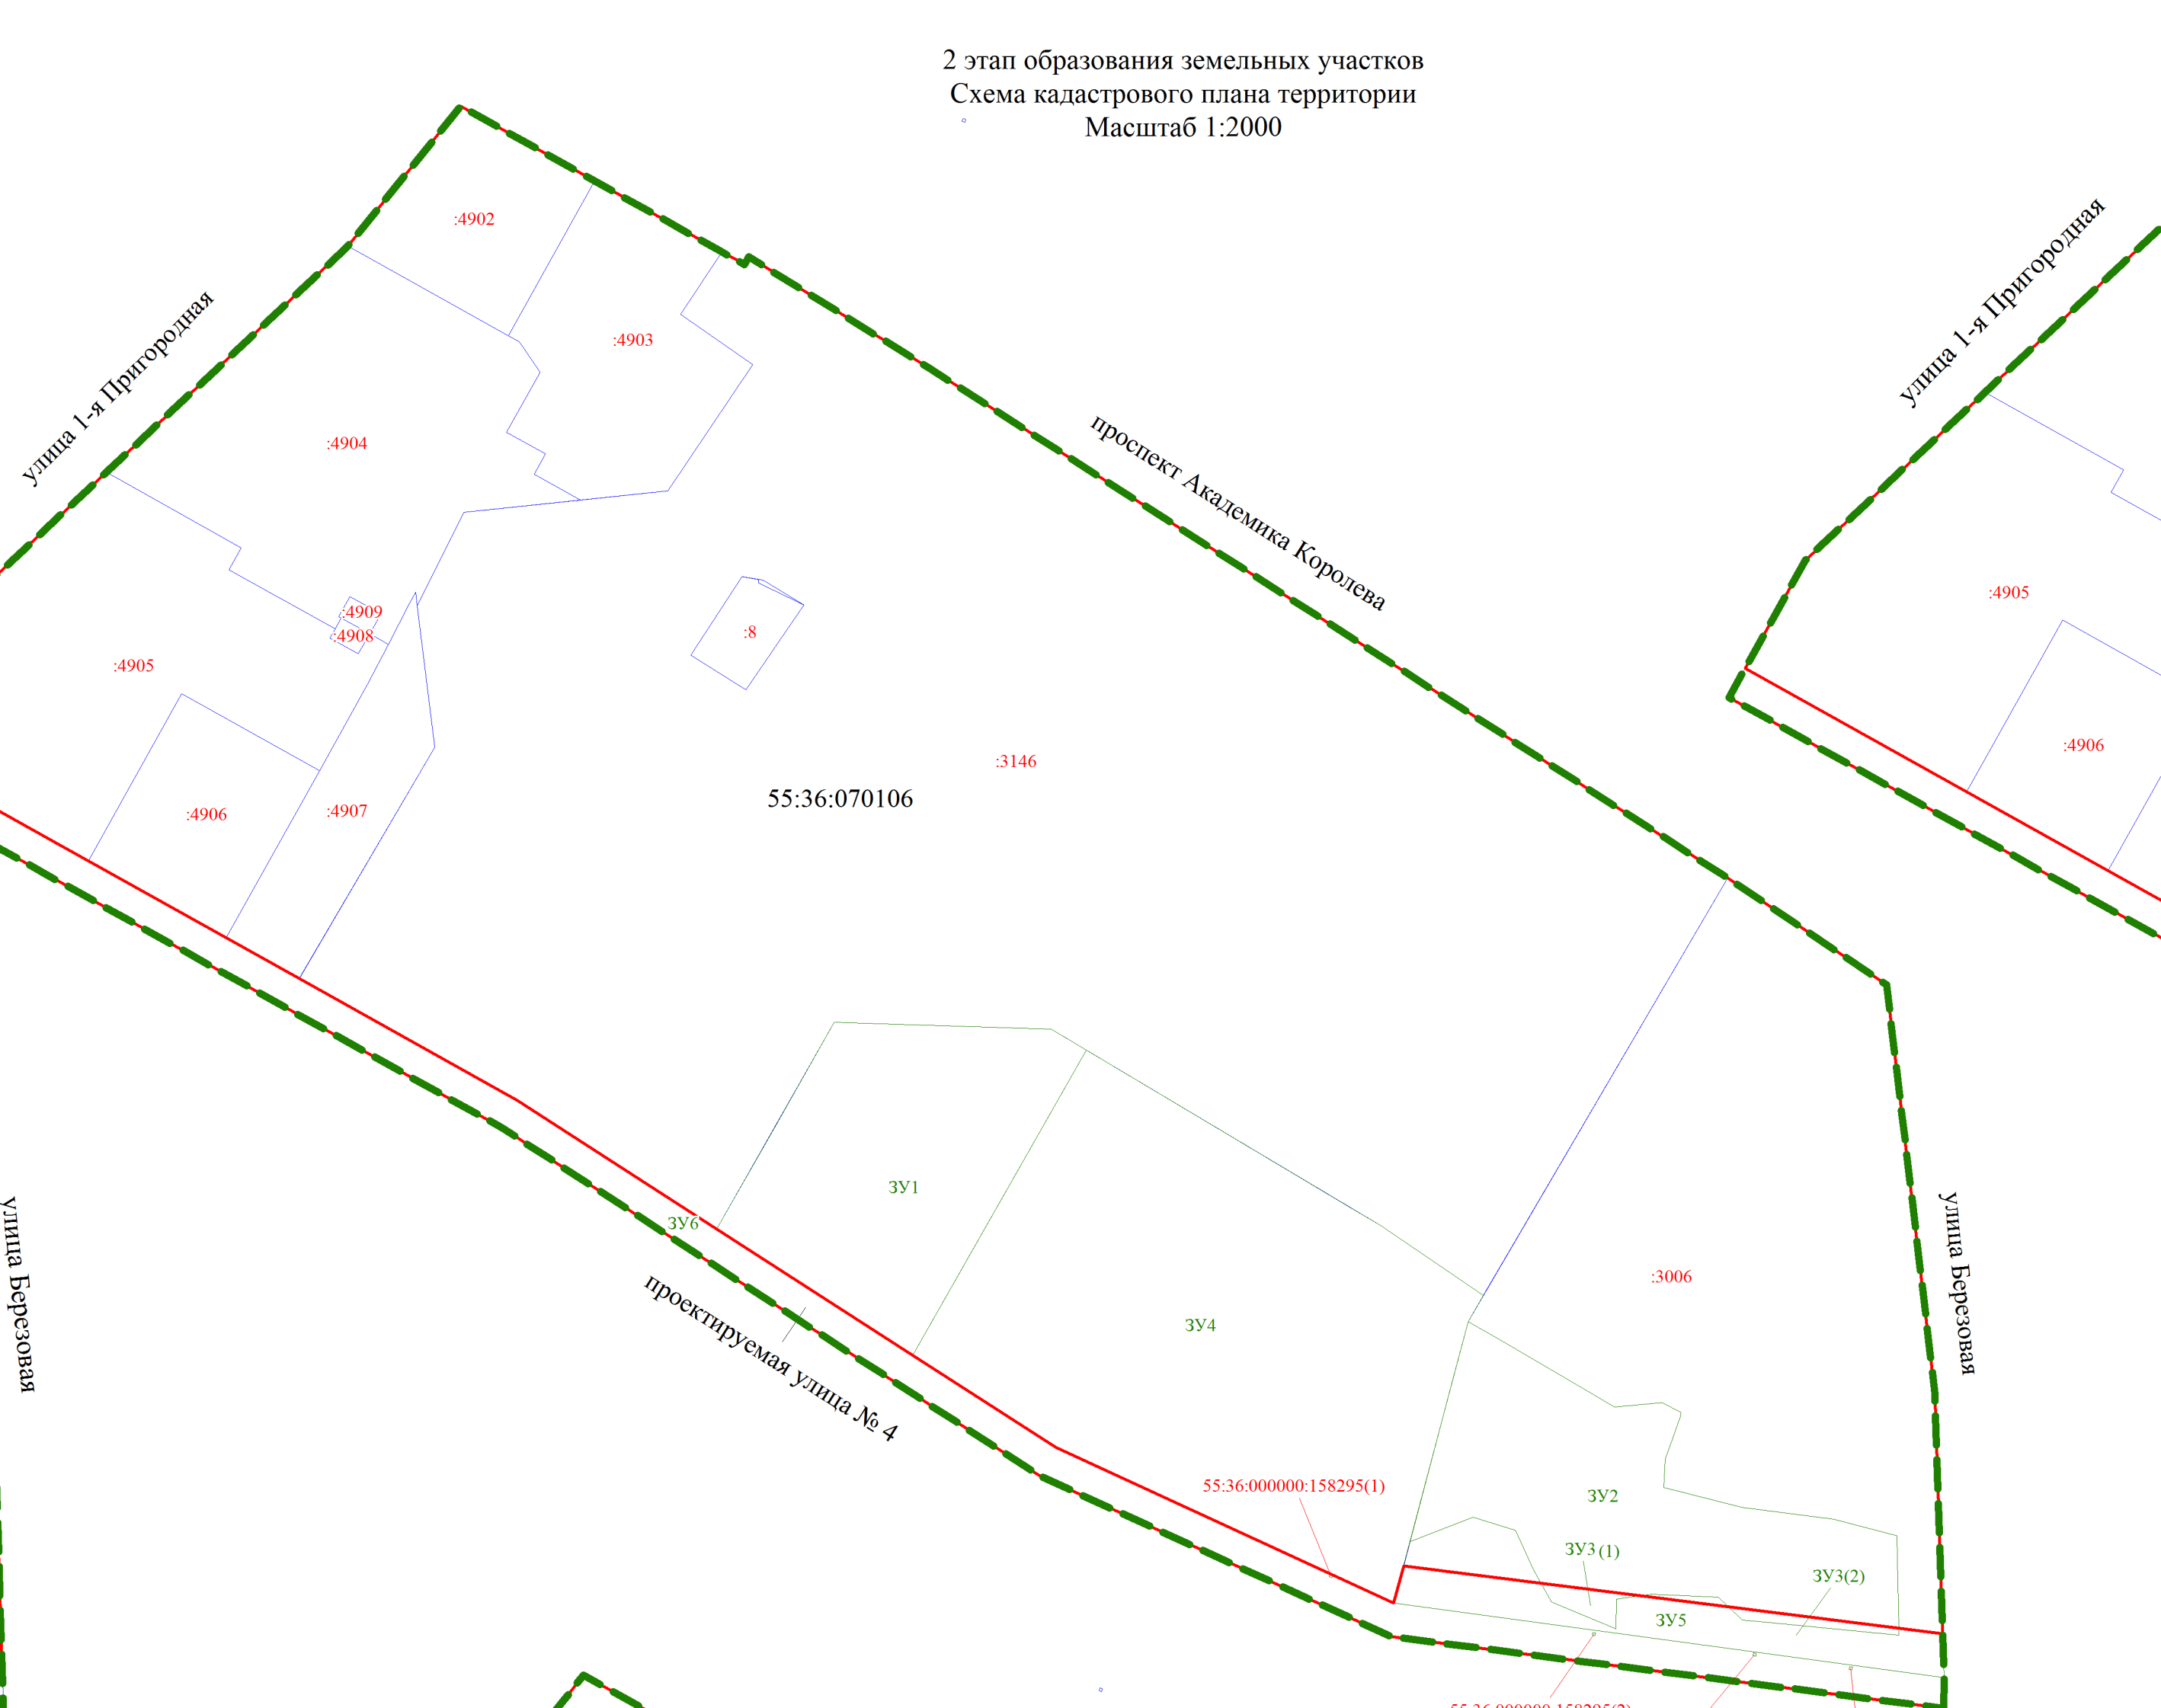 2 этап образования земельных участков
Схема кадастрового плана территории
Масштаб 1:2000
:4902
улица 1-я Пригородная
улица 1-я Пригородная
:4903
:4904
проспект Академика Королева
:4905
:4909
:8
:4908
:4905
:4906
:3146
55:36:070106
:4907
:4906
ЗУ1
ЗУ6
улица Березовая
улица Березовая
:3006
ЗУ4
проектируемая улица № 4
55:36:000000:158295(1)
ЗУ2
ЗУ3 (1)
ЗУ3(2)
ЗУ5